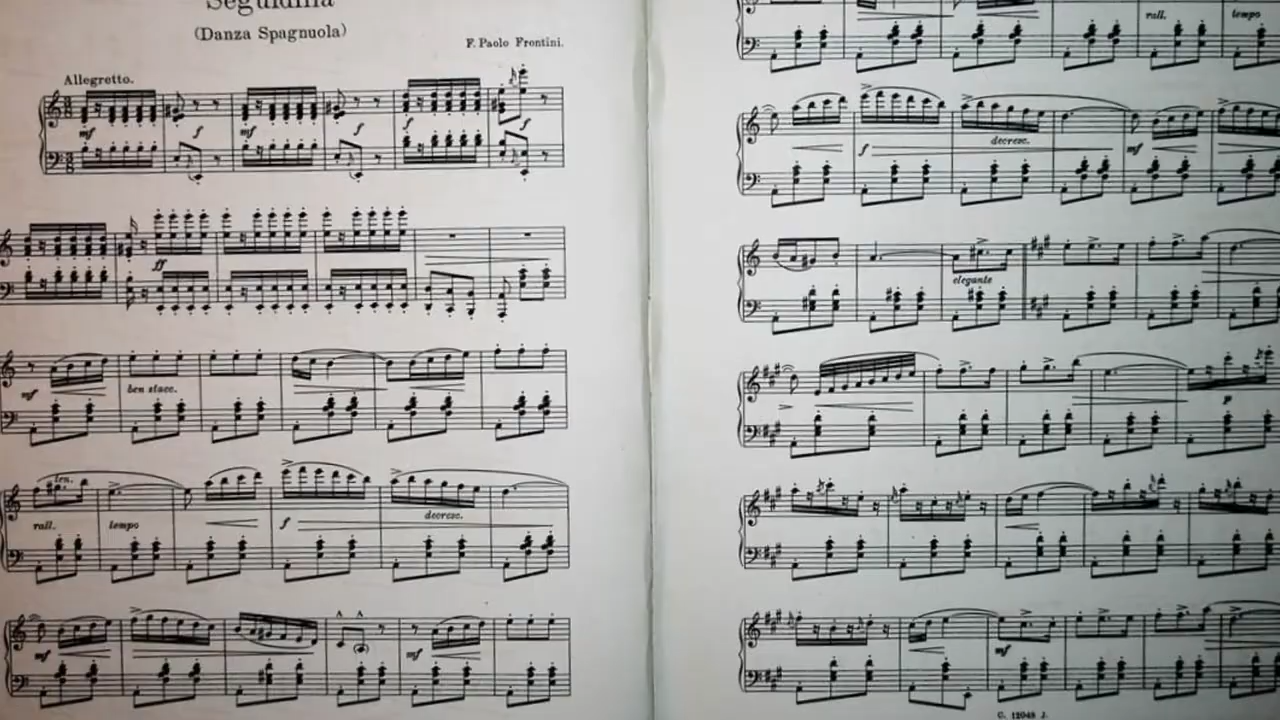 Seguidilla
(Danza Spagnuola)
F. Paolo Frontini.
Allegretto.
mf f mf f f f
ff
mf ben stacc.
ten.
rall. tempo f decresc.
mf mf
rall. tempo
f decresc. mf
elegante
p
mf
C. 12048 J.